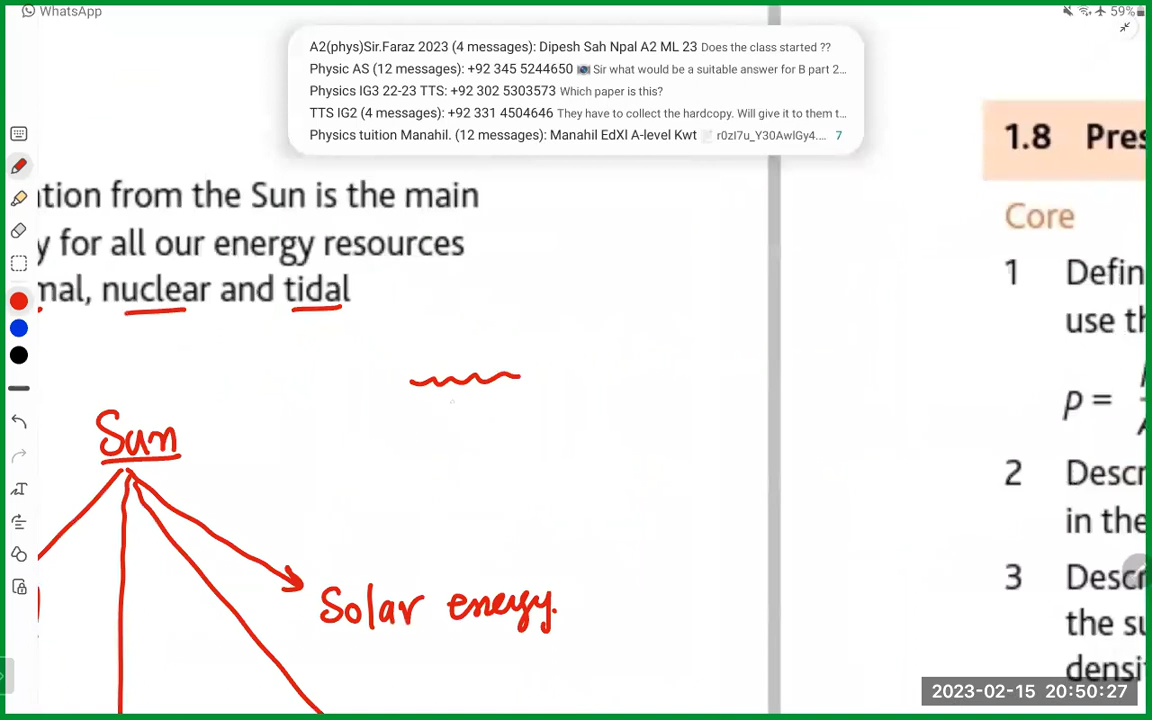 WhatsApp
59%
A2(phys)Sir.Faraz 2023 (4 messages): Dipesh Sah Npal A2 ML 23 Does the class started ??
Physic AS (12 messages): +92 345 5244650 Sir what would be a suitable answer for B part 2...
Physics IG3 22-23 TTS: +92 302 5303573 Which paper is this?
TTS IG2 (4 messages): +92 331 4504646 They have to collect the hardcopy. Will give it to them t...
Physics tuition Manahil. (12 messages): Manahil EdXl A-level Kwt r0zI7u_Y30AwlGy4.... 7
ation from the Sun is the main
y for all our energy resources
mal, nuclear and tidal
Sun
Solar energy.
1.8 Pres
Core
1 Defin
use th
p =
2 Descr
in the
3 Descr
the su
densi
2023-02-15 20:50:27